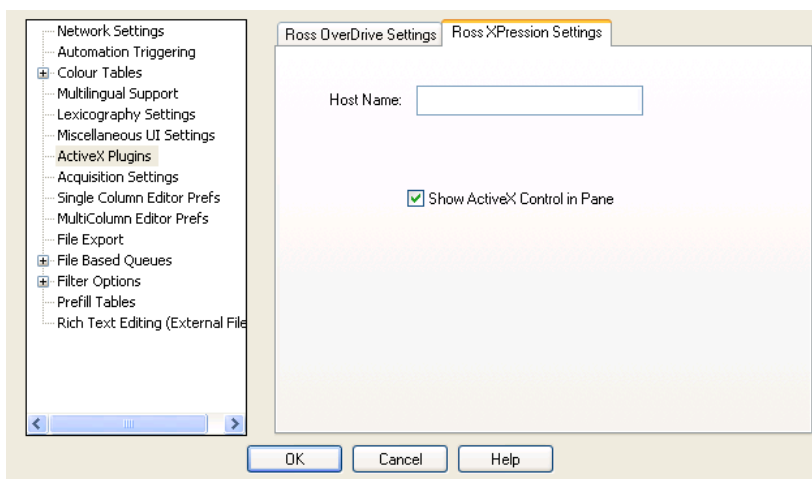 Network Settings
Automation Triggering
Colour Tables
Multilingual Support
Lexicography Settings
Miscellaneous UI Settings
ActiveX Plugins
Acquisition Settings
Single Column Editor Prefs
MultiColumn Editor Prefs
File Export
File Based Queues
Filter Options
Prefill Tables
Rich Text Editing (External File
Ross OverDrive Settings
Ross XPression Settings
Host Name:
Show ActiveX Control in Pane
OK
Cancel
Help